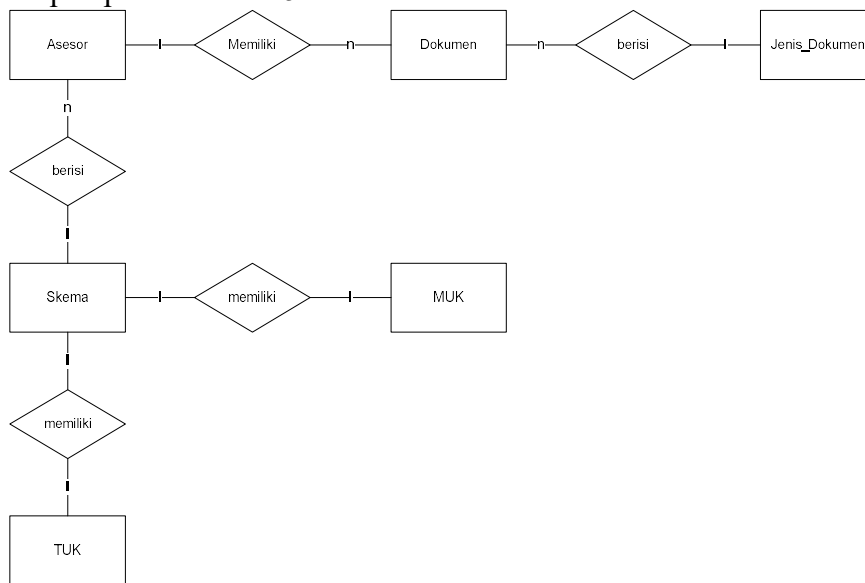 Asesor I Memiliki n Dokumen n berisi I Jenis_Dokumen
n
berisi
I
Skema I memiliki I MUK
I
memiliki
I
TUK